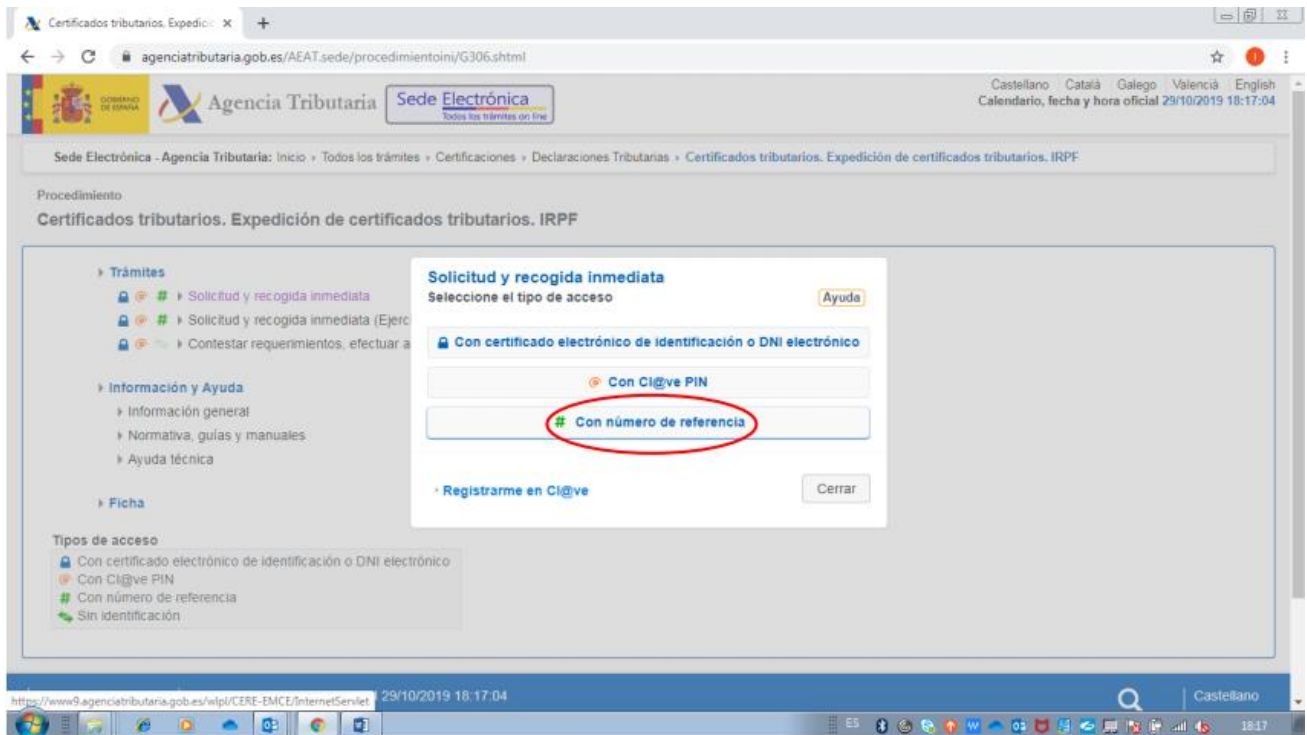 Certificados tributarios. Expedició
agenciatributaria.gob.es/AEAT.sede/procedimientoini/G306.shtml
GOBIERNO DE ESPAÑA
Agencia Tributaria
Sede Electrónica
Todos los trámites on line
Castellano Català Galego Valencià English
Calendario, fecha y hora oficial 29/10/2019 18:17:04
Sede Electrónica - Agencia Tributaria: Inicio › Todos los trámites › Certificaciones › Declaraciones Tributarias › Certificados tributarios. Expedición de certificados tributarios. IRPF
Procedimiento
Certificados tributarios. Expedición de certificados tributarios. IRPF
Trámites
# Solicitud y recogida inmediata
# Solicitud y recogida inmediata (Ejerc
Contestar requerimientos, efectuar a
Información y Ayuda
Información general
Normativa, guías y manuales
Ayuda técnica
Ficha
Tipos de acceso
Con certificado electrónico de identificación o DNI electrónico
@ Con Cl@ve PIN
# Con número de referencia
Sin identificación
Solicitud y recogida inmediata
Seleccione el tipo de acceso
Ayuda
Con certificado electrónico de identificación o DNI electrónico
@ Con Cl@ve PIN
# Con número de referencia
Registrarme en Cl@ve
Cerrar
https://www9.agenciatributaria.gob.es/wlpl/CERE-EMCE/InternetServlet
29/10/2019 18:17:04
Castellano
ES
18:17